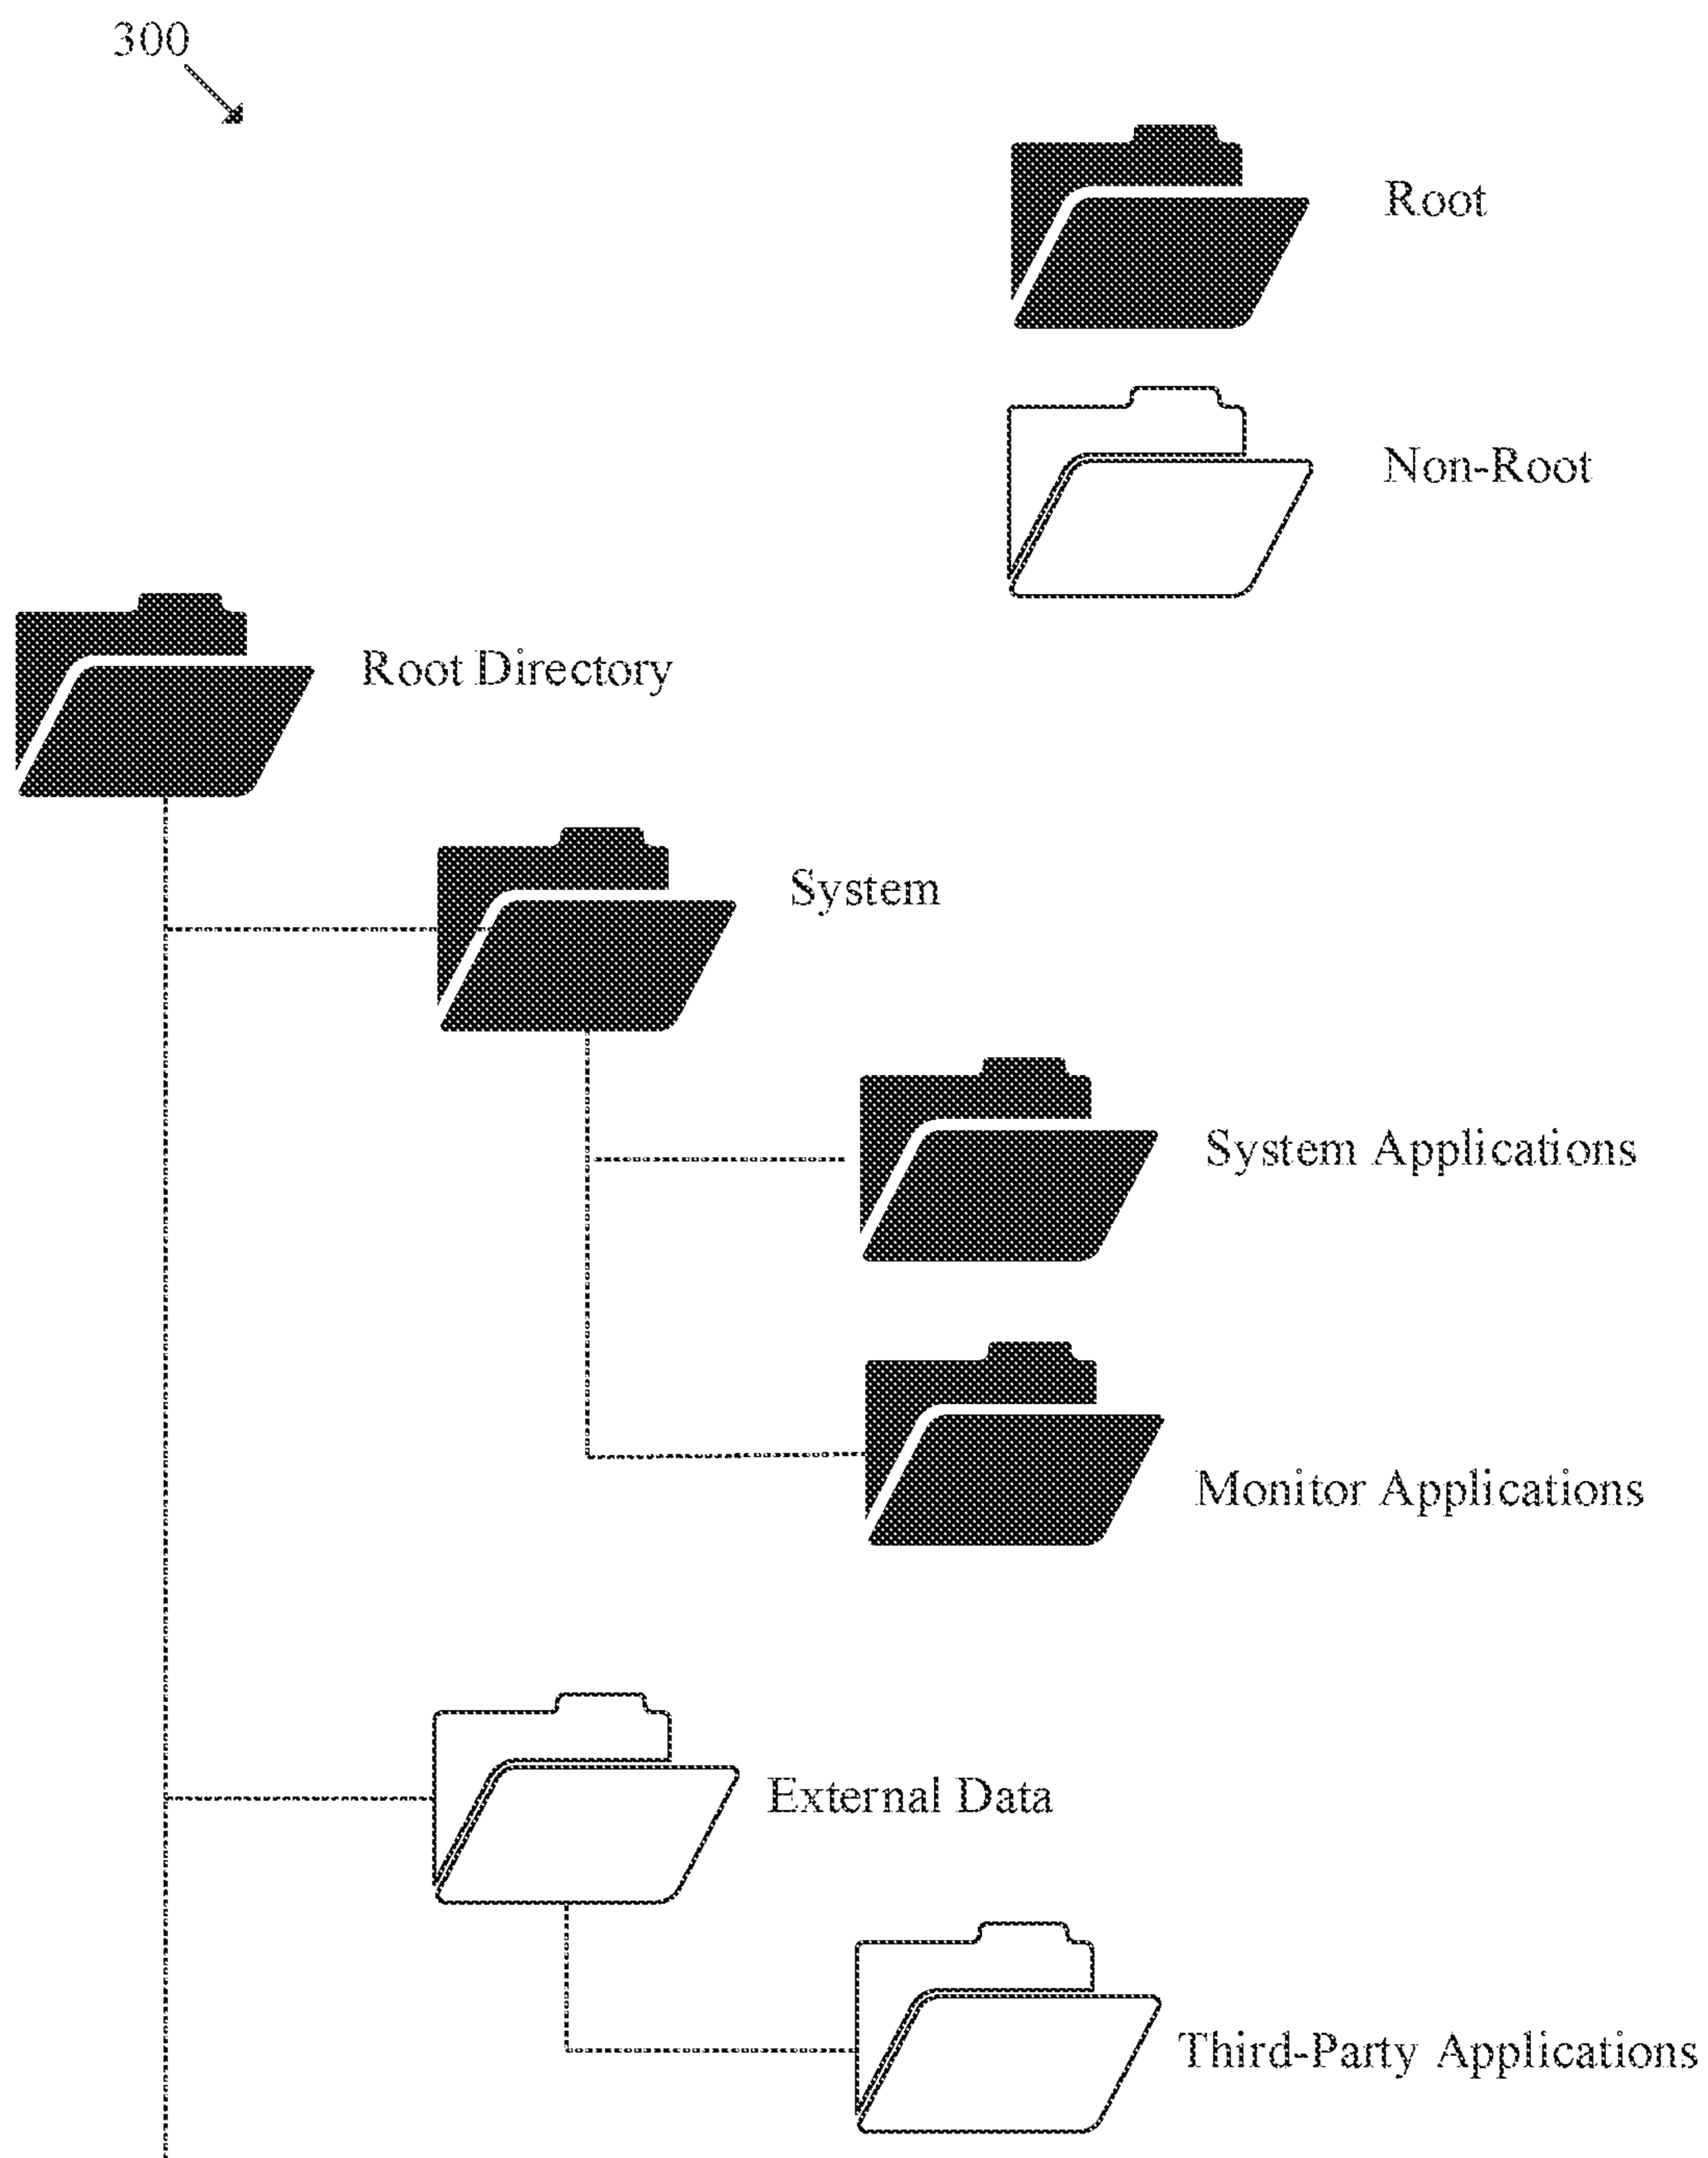 300
Root
Non-Root
Root Directory
System
System Applications
Monitor Applications
External Data
Third-Party Applications